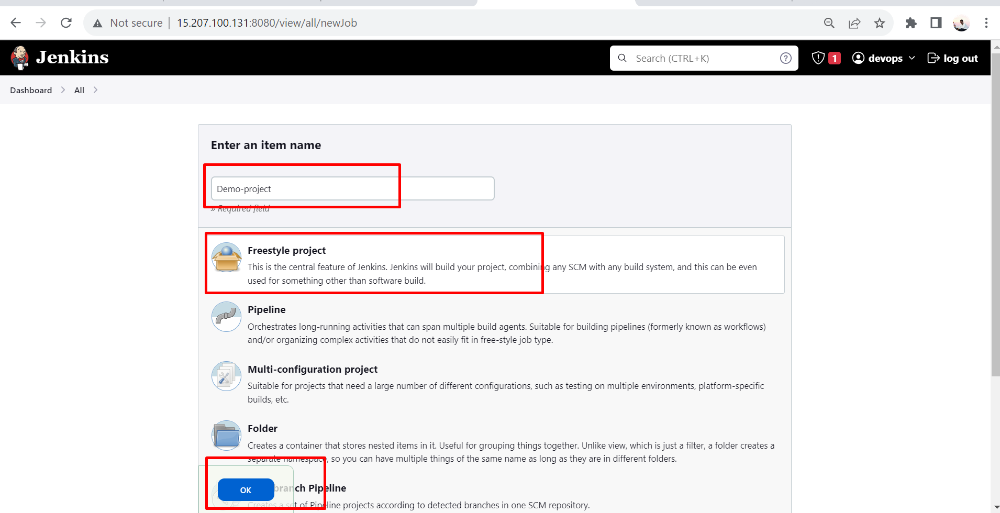 Not secure | 15.207.100.131:8080/view/all/newJob
Jenkins
Search (CTRL+K)
1
devops
log out
Dashboard
All
Enter an item name
Demo-project
» Required field
Freestyle project
This is the central feature of Jenkins. Jenkins will build your project, combining any SCM with any build system, and this can be even
used for something other than software build.
Pipeline
Orchestrates long-running activities that can span multiple build agents. Suitable for building pipelines (formerly known as workflows)
and/or organizing complex activities that do not easily fit in free-style job type.
Multi-configuration project
Suitable for projects that need a large number of different configurations, such as testing on multiple environments, platform-specific
builds, etc.
Folder
Creates a container that stores nested items in it. Useful for grouping things together. Unlike view, which is just a filter, a folder creates a
separate namespace, so you can have multiple things of the same name as long as they are in different folders.
OK
branch Pipeline
Creates a set of Pipeline projects according to detected branches in one SCM repository.